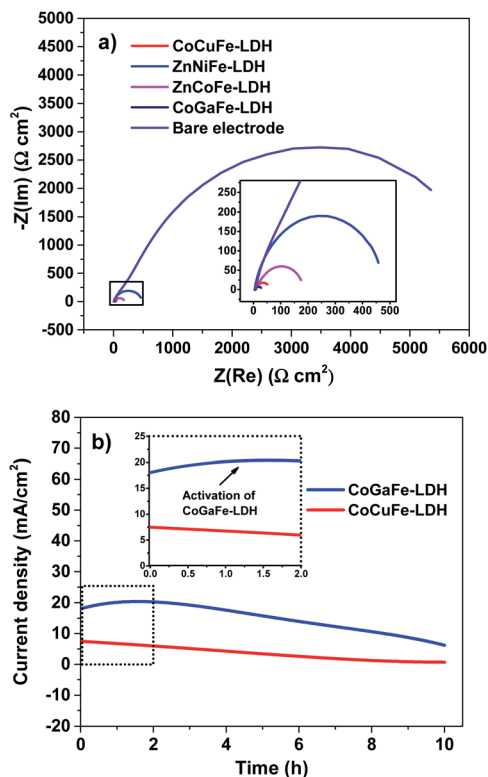 a)
CoCuFe-LDH
ZnNiFe-LDH
ZnCoFe-LDH
CoGaFe-LDH
Bare electrode
-Z(Im) (Ω cm²)
5000
4500
4000
3500
3000
2500
2000
1500
1000
500
0
-500
250
200
150
100
50
0
0 100 200 300 400 500
0 1000 2000 3000 4000 5000 6000
Z(Re) (Ω cm²)
b)
CoGaFe-LDH
CoCuFe-LDH
Current density (mA/cm²)
80
70
60
50
40
30
20
10
0
-10
-20
25
20
15
10
5
0
Activation of
CoGaFe-LDH
0.0 0.5 1.0 1.5 2.0
0 2 4 6 8 10
Time (h)